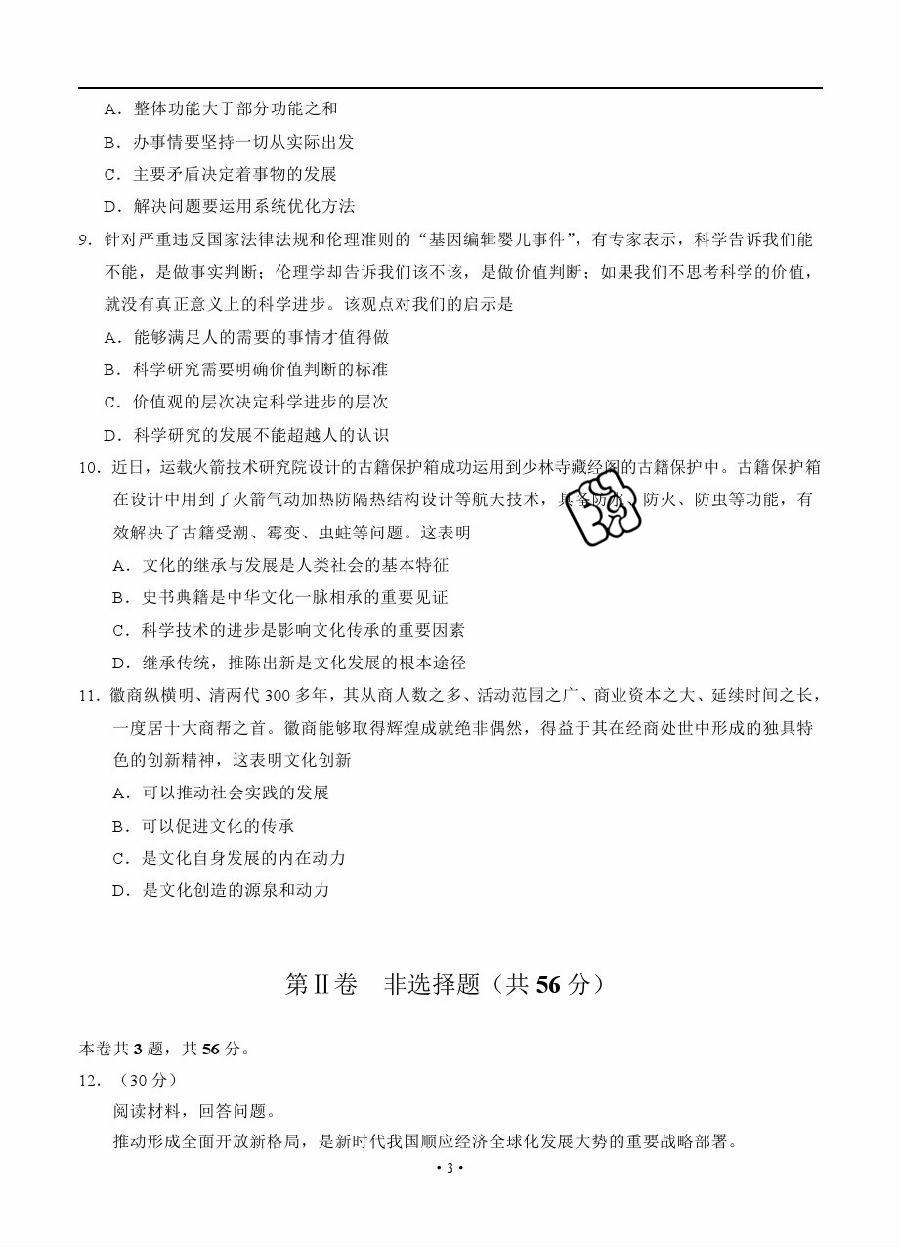 A．整体功能大于部分功能之和
B．办事情要坚持一切从实际出发
C．主要矛盾决定着事物的发展
D．解决问题要运用系统优化方法
9．针对严重违反国家法律法规和伦理准则的“基因编辑婴儿事件”，有专家表示，科学告诉我们能
不能，是做事实判断；伦理学却告诉我们该不该，是做价值判断；如果我们不思考科学的价值，
就没有真正意义上的科学进步。该观点对我们的启示是
A．能够满足人的需要的事情才值得做
B．科学研究需要明确价值判断的标准
C．价值观的层次决定科学进步的层次
D．科学研究的发展不能超越人的认识
10．近日，运载火箭技术研究院设计的古籍保护箱成功运用到少林寺藏经阁的古籍保护中。古籍保护箱
在设计中用到了火箭气动加热防隔热结构设计等航天技术，具备防水、防火、防虫等功能，有
效解决了古籍受潮、霉变、虫蛀等问题。这表明
A．文化的继承与发展是人类社会的基本特征
B．史书典籍是中华文化一脉相承的重要见证
C．科学技术的进步是影响文化传承的重要因素
D．继承传统，推陈出新是文化发展的根本途径
11．徽商纵横明、清两代 300 多年，其从商人数之多、活动范围之广、商业资本之大、延续时间之长，
一度居十大商帮之首。徽商能够取得辉煌成就绝非偶然，得益于其在经商处世中形成的独具特
色的创新精神，这表明文化创新
A．可以推动社会实践的发展
B．可以促进文化的传承
C．是文化自身发展的内在动力
D．是文化创造的源泉和动力
第Ⅱ卷 非选择题（共 56 分）
本卷共 3 题，共 56 分。
12．（30 分）
阅读材料，回答问题。
推动形成全面开放新格局，是新时代我国顺应经济全球化发展大势的重要战略部署。
·3·